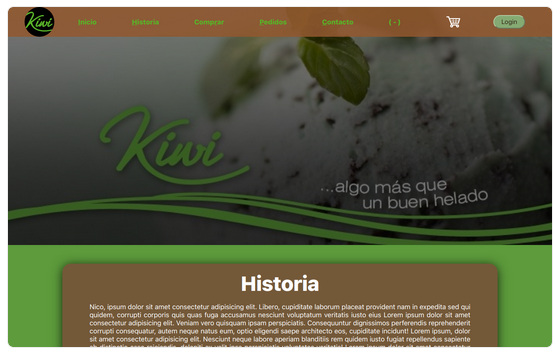 Kiwi
Inicio Historia Comprar Pedidos Contacto ( - ) Login
Kiwi
...algo más que
un buen helado
Historia
Nico, ipsum dolor sit amet consectetur adipisicing elit. Libero, cupiditate laborum placeat provident nam in expedita sed qui
quidem, corrupti corporis quis quas fuga accusamus nesciunt voluptatum veritatis iusto eius Lorem ipsum dolor sit amet,
consectetur adipisicing elit. Veniam vero quisquam ipsam perspiciatis. Consequuntur dignissimos perferendis reprehenderit
corrupti consequatur, autem neque natus eum, optio eligendi saepe architecto eos, cupiditate incidunt! Lorem ipsum, dolor
sit amet consectetur adipisicing elit. Nesciunt neque labore aperiam blanditiis rem quidem iusto fugiat repellendus sapiente